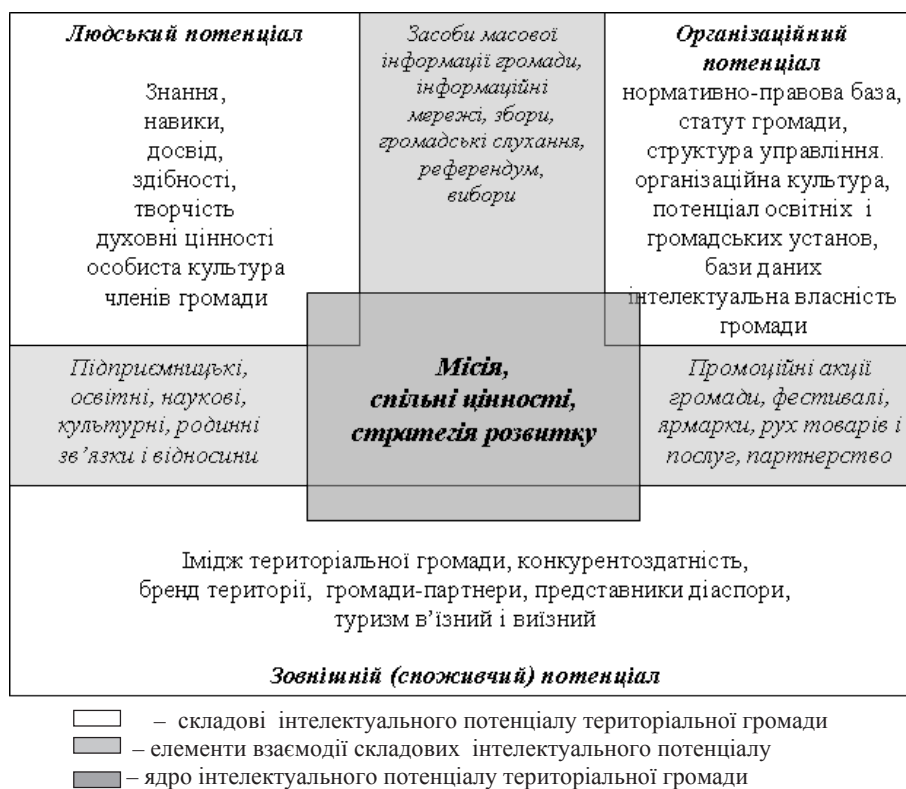 Людський потенціал
Знання,
навики,
досвід,
здібності,
творчість
духовні цінності
особиста культура
членів громади
Засоби масової
інформації громади,
інформаційні
мережі, збори,
громадські слухання,
референдум,
вибори
Організаційний
потенціал
нормативно-правова база,
статут громади,
структура управління.
організаційна культура,
потенціал освітніх і
громадських установ,
бази даних
інтелектуальна власність
громади
Підприємницькі,
освітні, наукові,
культурні, родинні
зв’язки і відносини
Місія,
спільні цінності,
стратегія розвитку
Промоційні акції
громади, фестивалі,
ярмарки, рух товарів і
послуг, партнерство
Імідж територіальної громади, конкурентоздатність,
бренд території, громади-партнери, представники діаспори,
туризм в’їзний і виїзний
Зовнішній (споживчий) потенціал
– складові інтелектуального потенціалу територіальної громади
– елементи взаємодії складових інтелектуального потенціалу
– ядро інтелектуального потенціалу територіальної громади